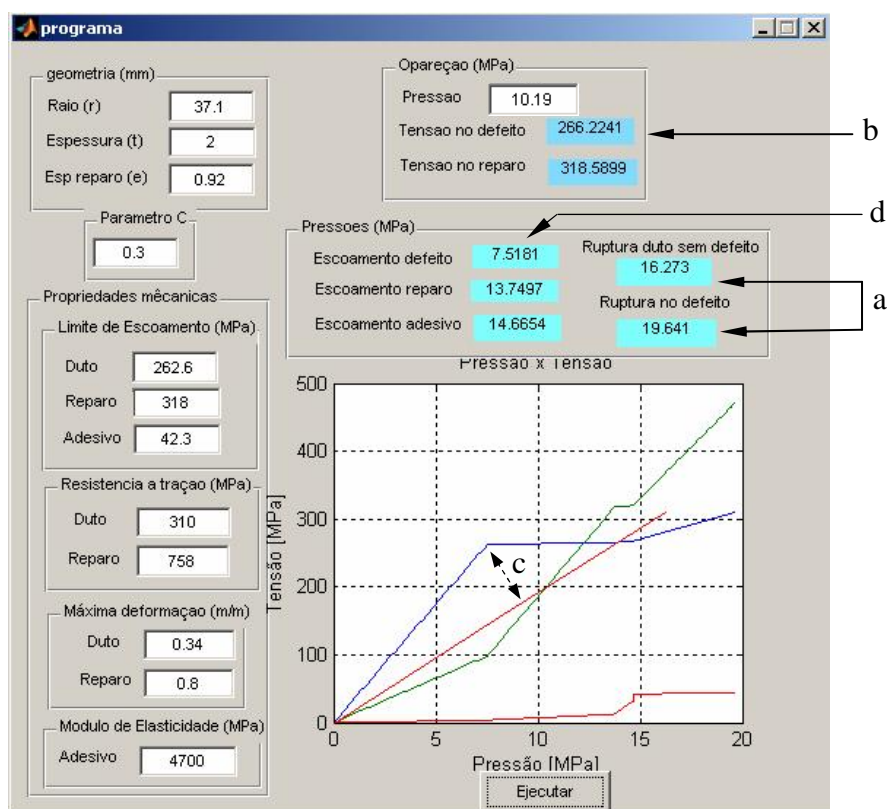 programa
geometria (mm)
Raio (r) 37.1
Espessura (t) 2
Esp reparo (e) 0.92
Parametro C
0.3
Propriedades mêcanicas
Limite de Escoamento (MPa)
Duto 262.6
Reparo 318
Adesivo 42.3
Resistencia a traçao (MPa)
Duto 310
Reparo 758
Máxima deformaçao (m/m)
Duto 0.34
Reparo 0.8
Modulo de Elasticidade (MPa)
Adesivo 4700
Opareçao (MPa)
Pressao 10.19
Tensao no defeito 266.2241
Tensao no reparo 318.5899
b
d
Pressoes (MPa)
Escoamento defeito 7.5181
Escoamento reparo 13.7497
Escoamento adesivo 14.6654
Ruptura duto sem defeito
16.273
Ruptura no defeito
19.641
a
Pressão x Tensão
Tensão [MPa]
500
400
300
200
100
0
c
0 5 10 15 20
Pressão [MPa]
Ejecutar